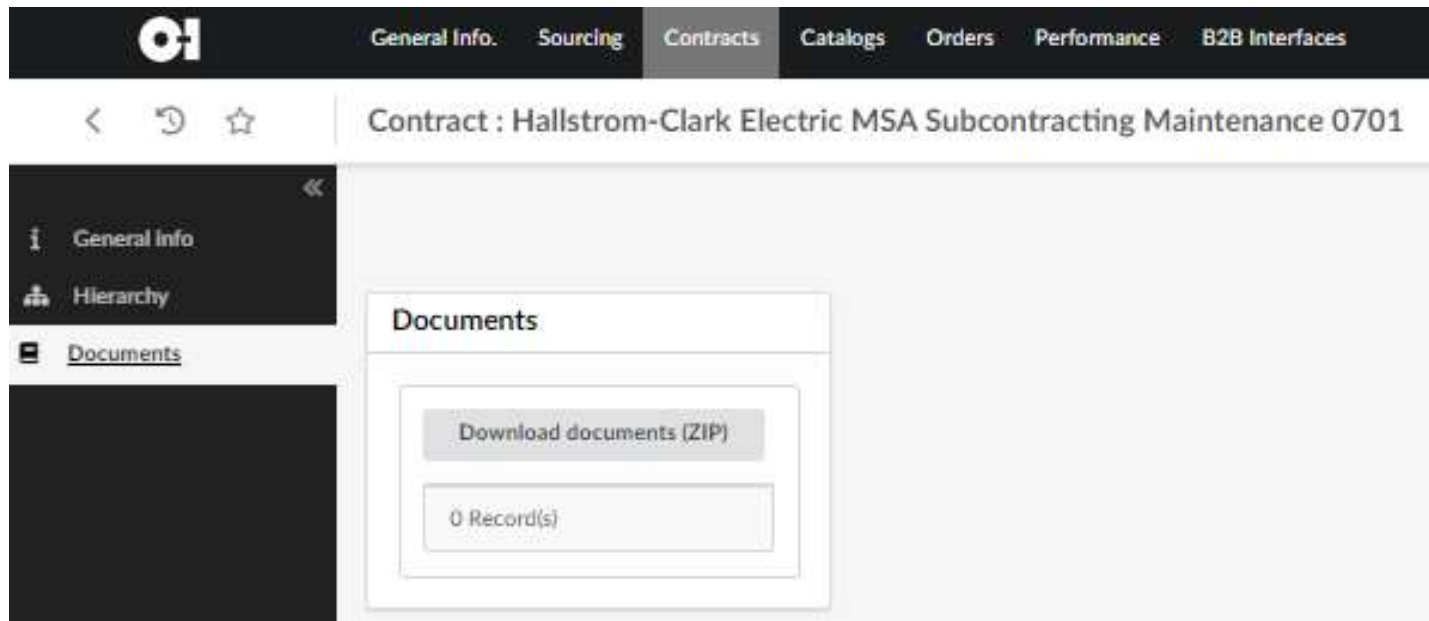 O-I
General Info. Sourcing Contracts Catalogs Orders Performance B2B Interfaces
Contract : Hallstrom-Clark Electric MSA Subcontracting Maintenance 0701
General Info
Hierarchy
Documents
Documents
Download documents (ZIP)
0 Record(s)